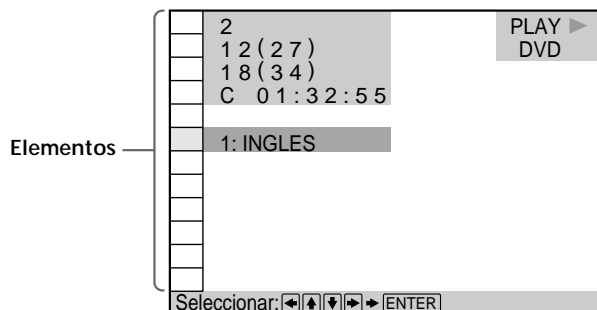 2
PLAY
12(27)
DVD
18(34)
C 01:32:55
Elementos
1: INGLES
Seleccionar: ENTER